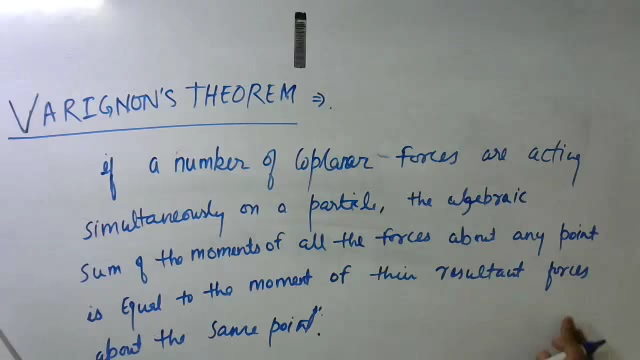 VARIGNON'S THEOREM ⇒.
if a number of Coplanar forces are acting
simultaneously on a particle, the algebraic
sum of the moments of all the forces about any point
is Equal to the moment of their resultant forces
about the same point".